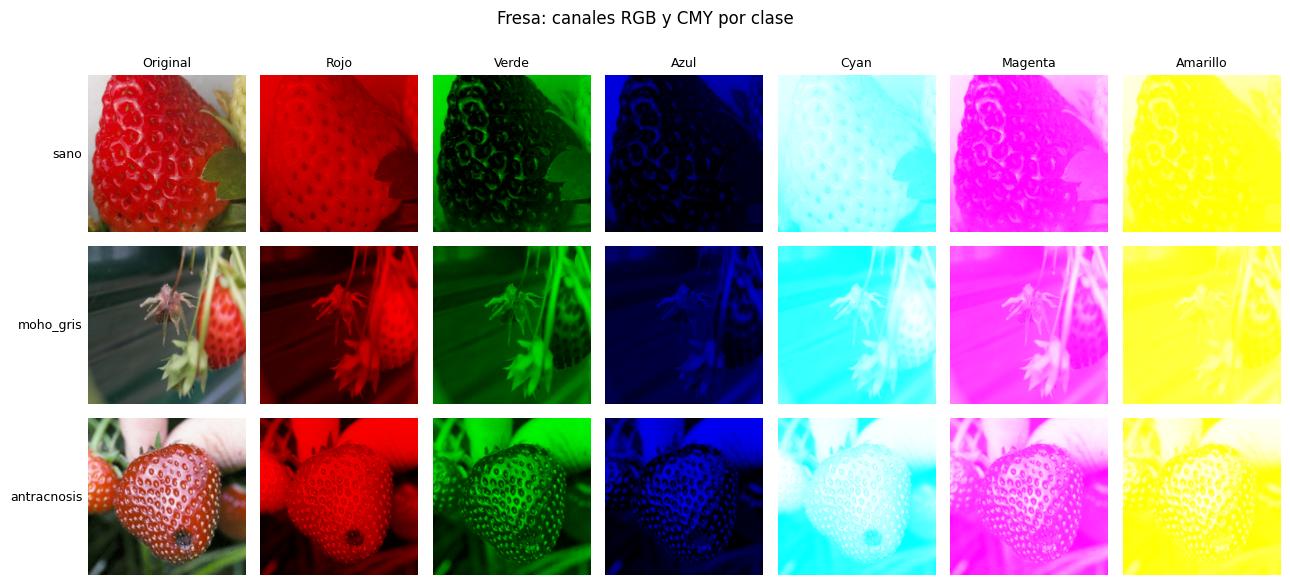 Fresa: canales RGB y CMY por clase
Original Rojo Verde Azul Cyan Magenta Amarillo
sano
moho_gris
antracnosis